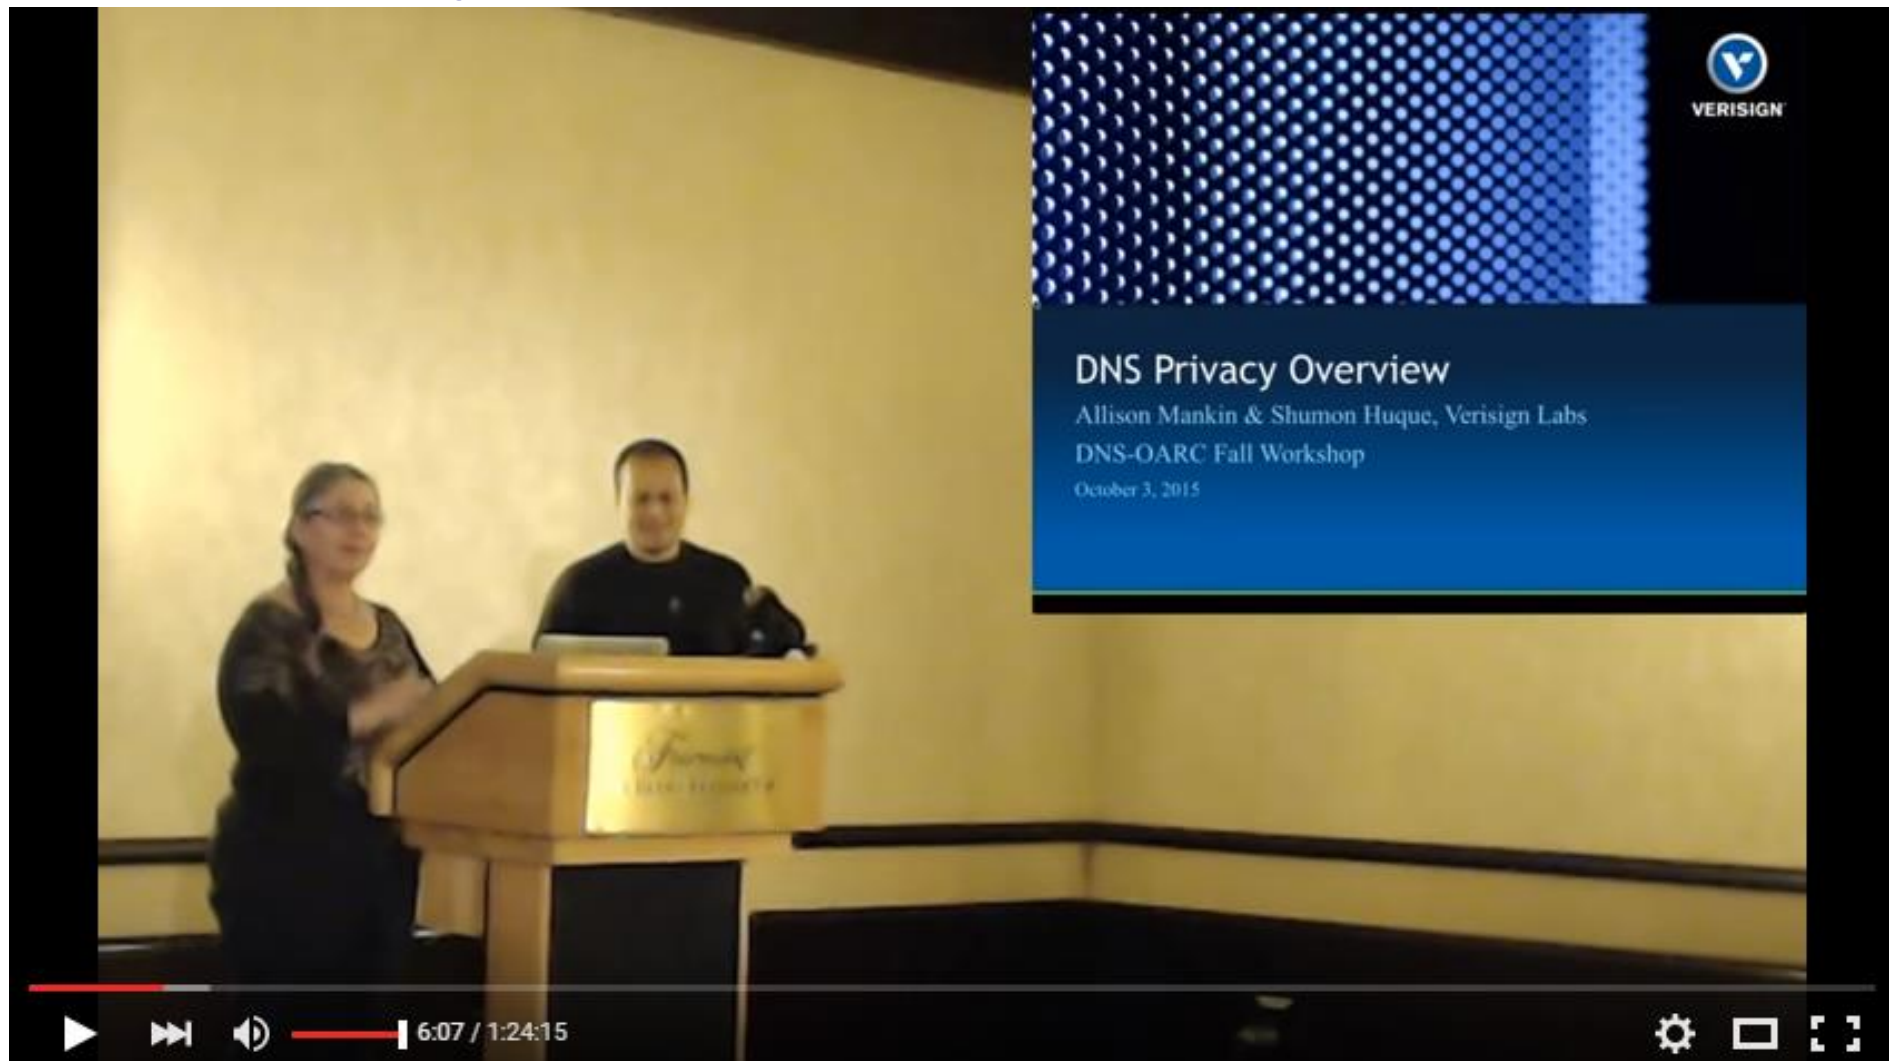 VERISIGN
DNS Privacy Overview
Allison Mankin & Shumon Huque, Verisign Labs
DNS-OARC Fall Workshop
October 3, 2015
Fairmont
6:07 / 1:24:15